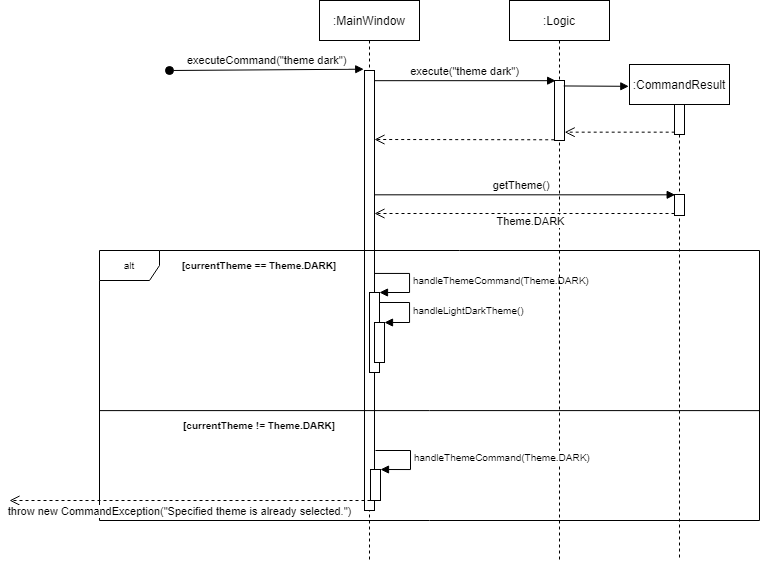 :MainWindow
:Logic
executeCommand("theme dark")
execute("theme dark")
:CommandResult
getTheme()
Theme.DARK
alt
[currentTheme == Theme.DARK]
handleThemeCommand(Theme.DARK)
handleLightDarkTheme()
[currentTheme != Theme.DARK]
handleThemeCommand(Theme.DARK)
throw new CommandException("Specified theme is already selected.")